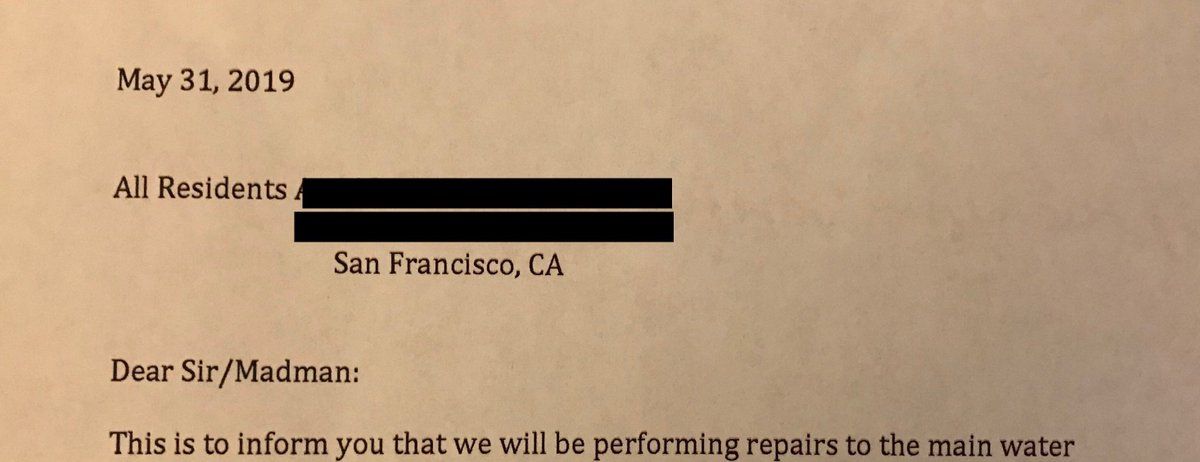 May 31, 2019
All Residents
San Francisco, CA
Dear Sir/Madman:
This is to inform you that we will be performing repairs to the main water